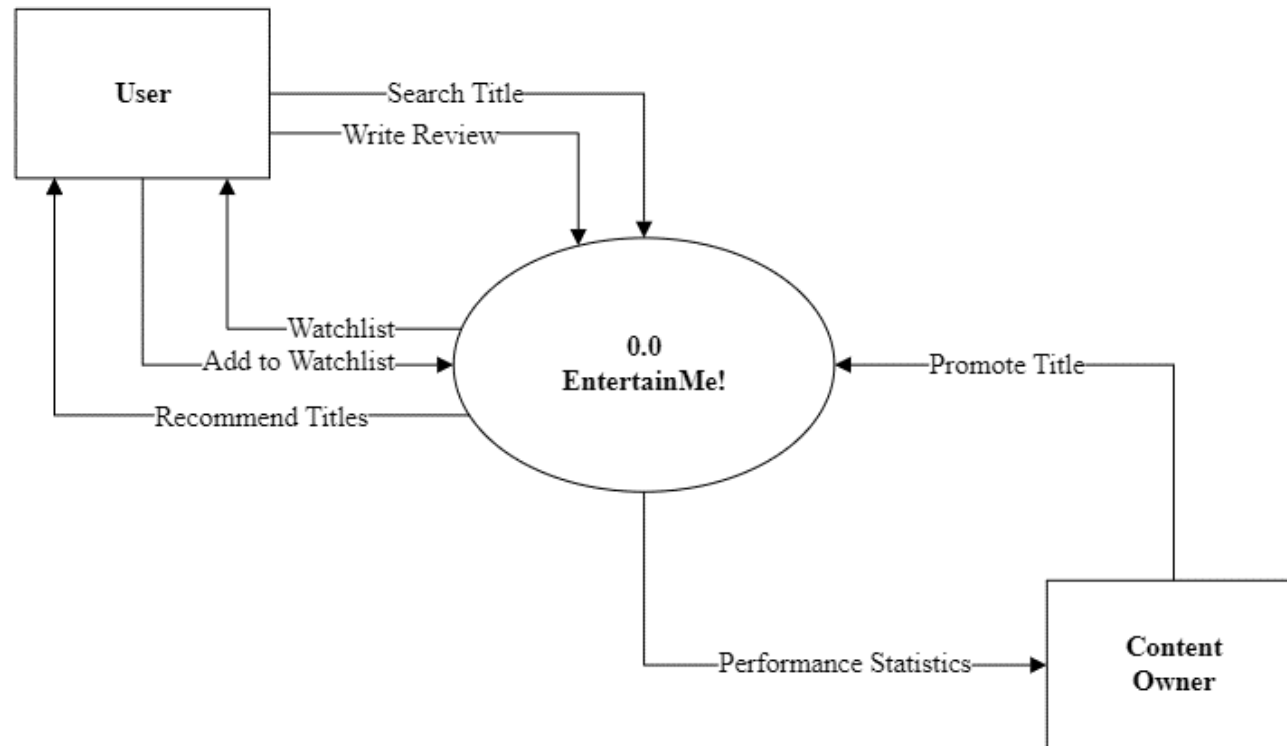 User
Search Title
Write Review
Watchlist
Add to Watchlist
Recommend Titles
0.0
EntertainMe!
Promote Title
Performance Statistics
Content
Owner